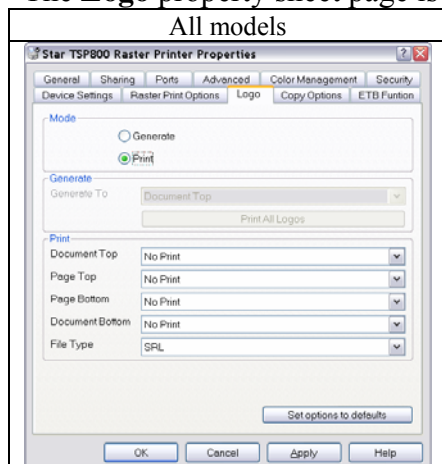 The Logo property sheet page is
All models
Star TSP800 Raster Printer Properties
General Sharing Ports Advanced Color Management Security
Device Settings Raster Print Options Logo Copy Options ETB Funtion
Mode
Generate
Print
Generate
Generate To Document Top
Print All Logos
Print
Document Top No Print
Page Top No Print
Page Bottom No Print
Document Bottom No Print
File Type SRL
Set options to defaults
OK Cancel Apply Help